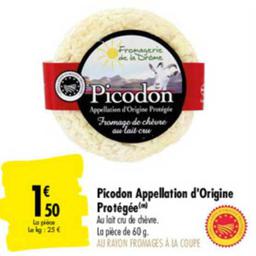 Fromagerie
de la Drôme
Picodon
Appellation d'Origine Protégée
Fromage de chèvre
au lait cru
1€50
La pièce
Le kg : 25 €
Picodon Appellation d'Origine
Protégée(*)
Au lait cru de chèvre.
La pièce de 60 g.
AU RAYON FROMAGES À LA COUPE